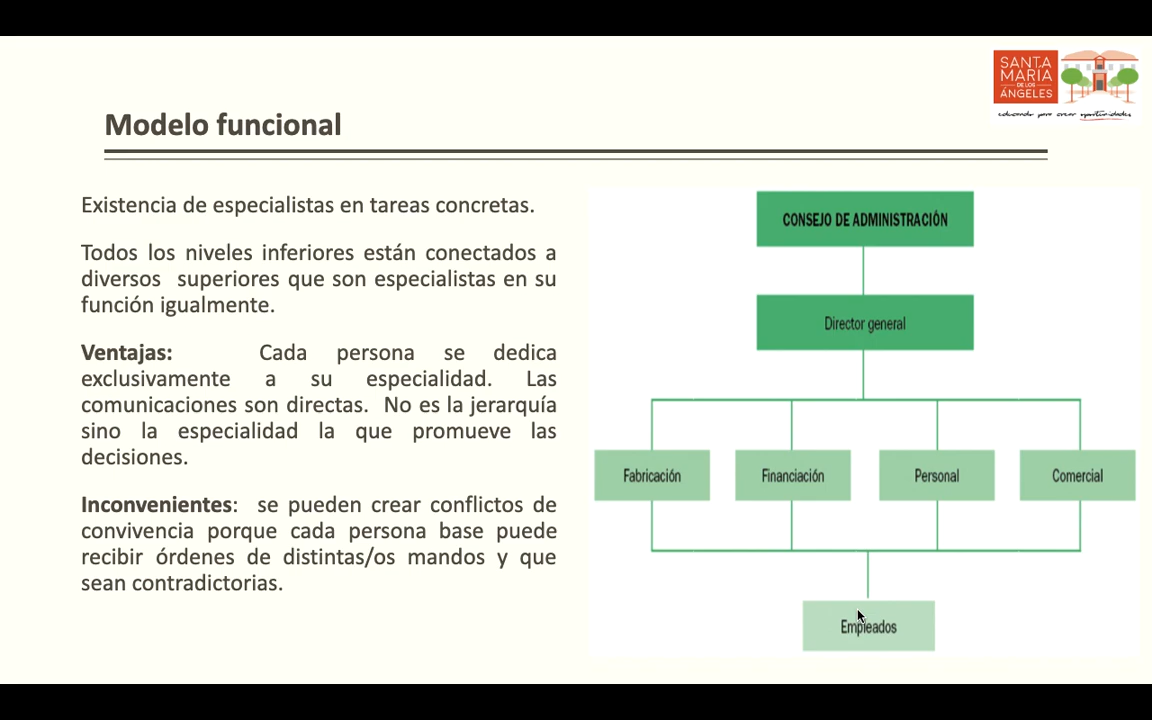 SANTA
MARIA
DE LOS
ÁNGELES
educando para crear oportunidades
Modelo funcional
Existencia de especialistas en tareas concretas.
Todos los niveles inferiores están conectados a
diversos superiores que son especialistas en su
función igualmente.
Ventajas: Cada persona se dedica
exclusivamente a su especialidad. Las
comunicaciones son directas. No es la jerarquía
sino la especialidad la que promueve las
decisiones.
Inconvenientes: se pueden crear conflictos de
convivencia porque cada persona base puede
recibir órdenes de distintas/os mandos y que
sean contradictorias.
CONSEJO DE ADMINISTRACIÓN
Director general
Fabricación
Financiación
Personal
Comercial
Empleados